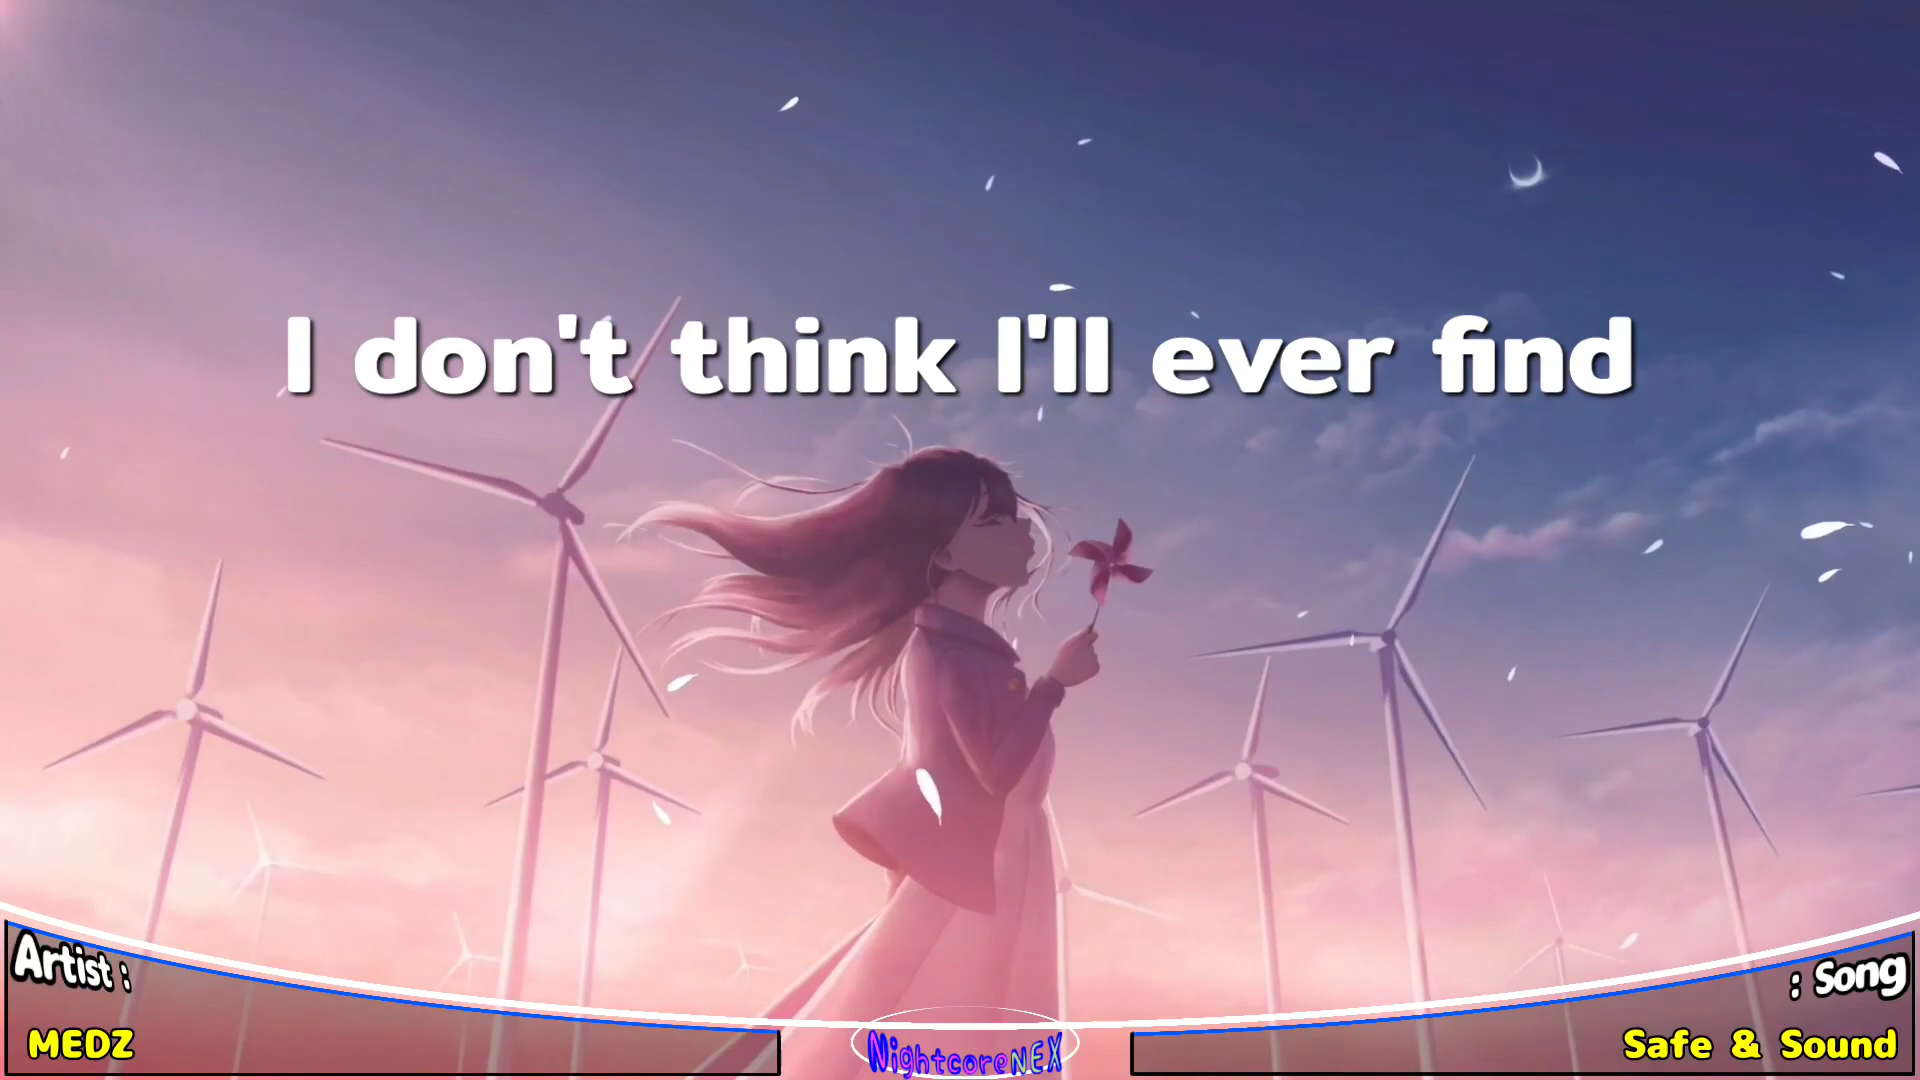 I don't think I'll ever find
Artist :
MEDZ
NightcoreNEX
: Song
Safe & Sound